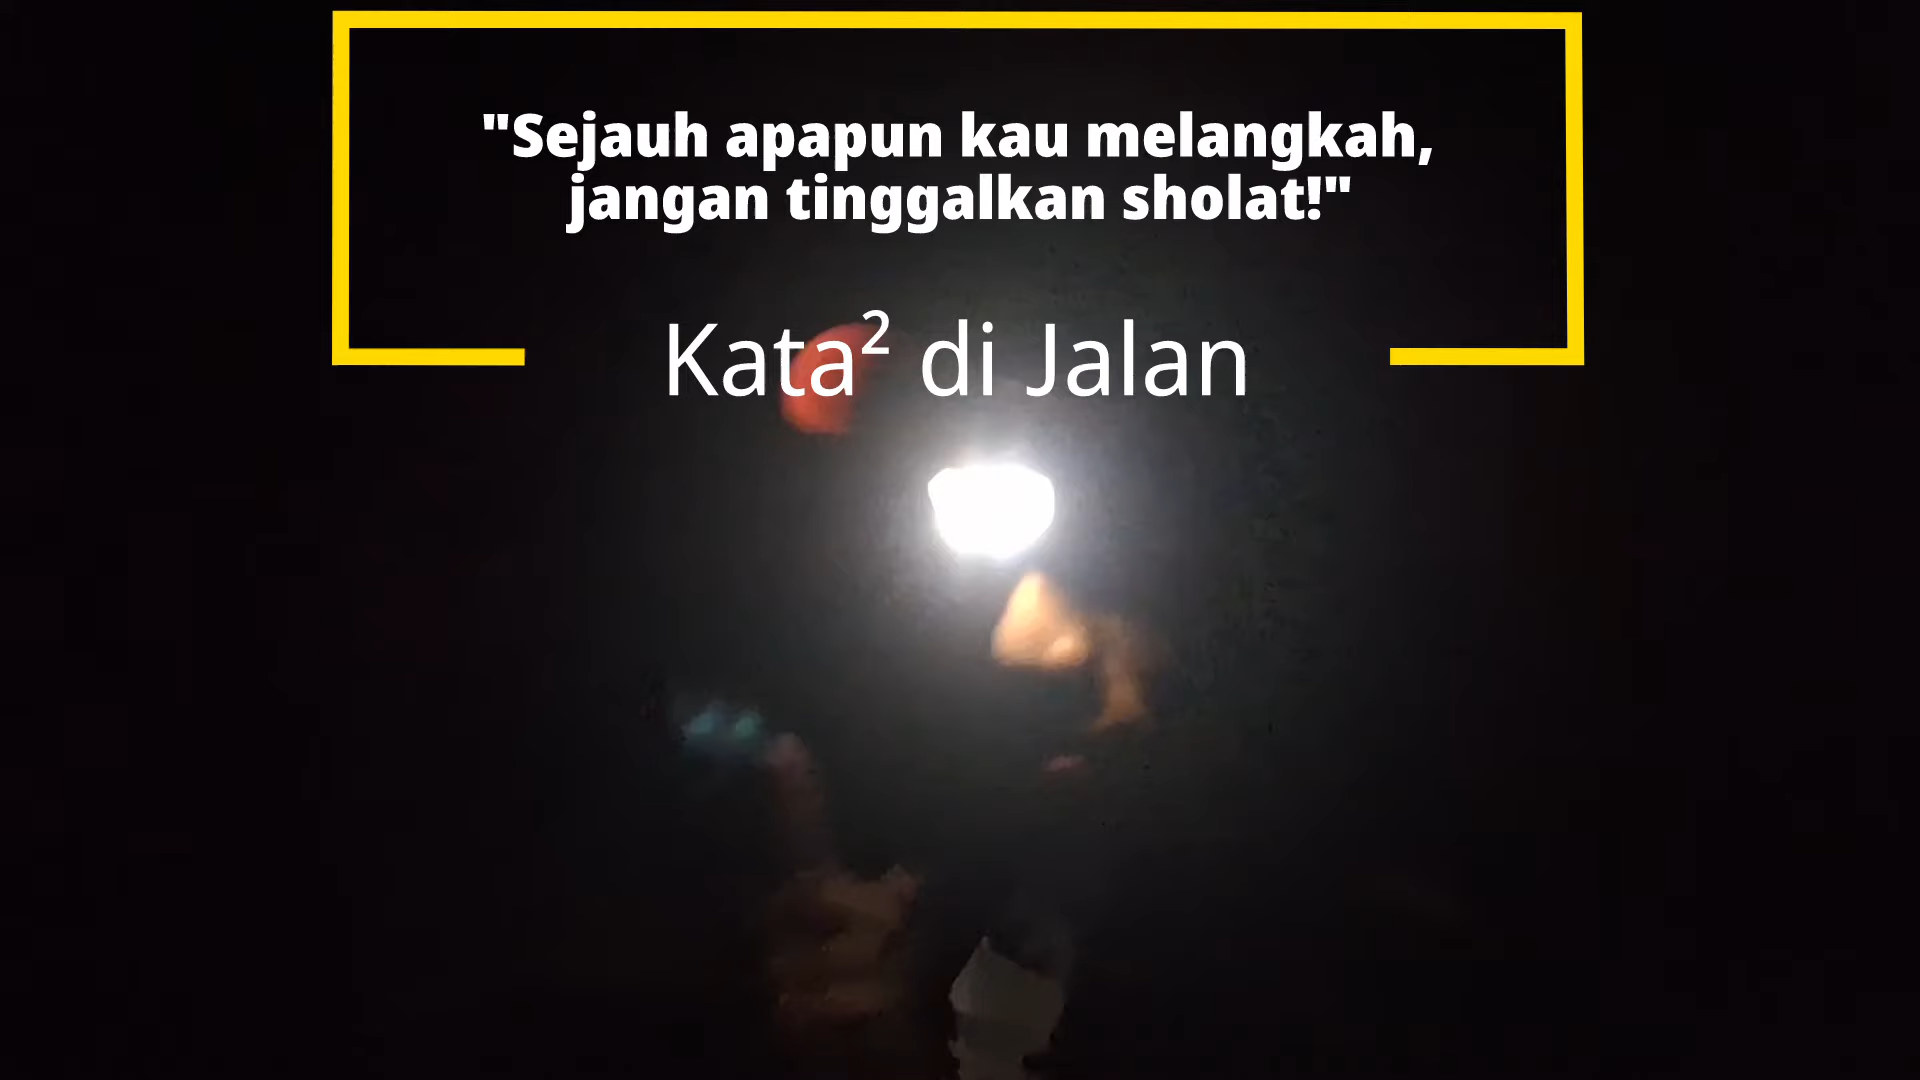 "Sejauh apapun kau melangkah,
jangan tinggalkan sholat!"
Kata² di Jalan